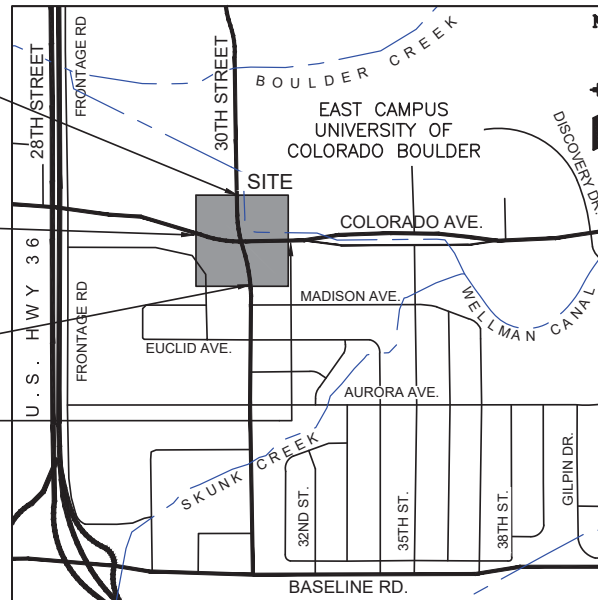 28TH STREET
FRONTAGE RD
30TH STREET
BOULDER CREEK
EAST CAMPUS
UNIVERSITY OF
COLORADO BOULDER
DISCOVERY DR.
SITE
COLORADO AVE.
U.S. HWY 36
FRONTAGE RD
MADISON AVE.
WELLMAN CANAL
EUCLID AVE.
AURORA AVE.
SKUNK CREEK
32ND ST.
35TH ST.
38TH ST.
GILPIN DR.
BASELINE RD.